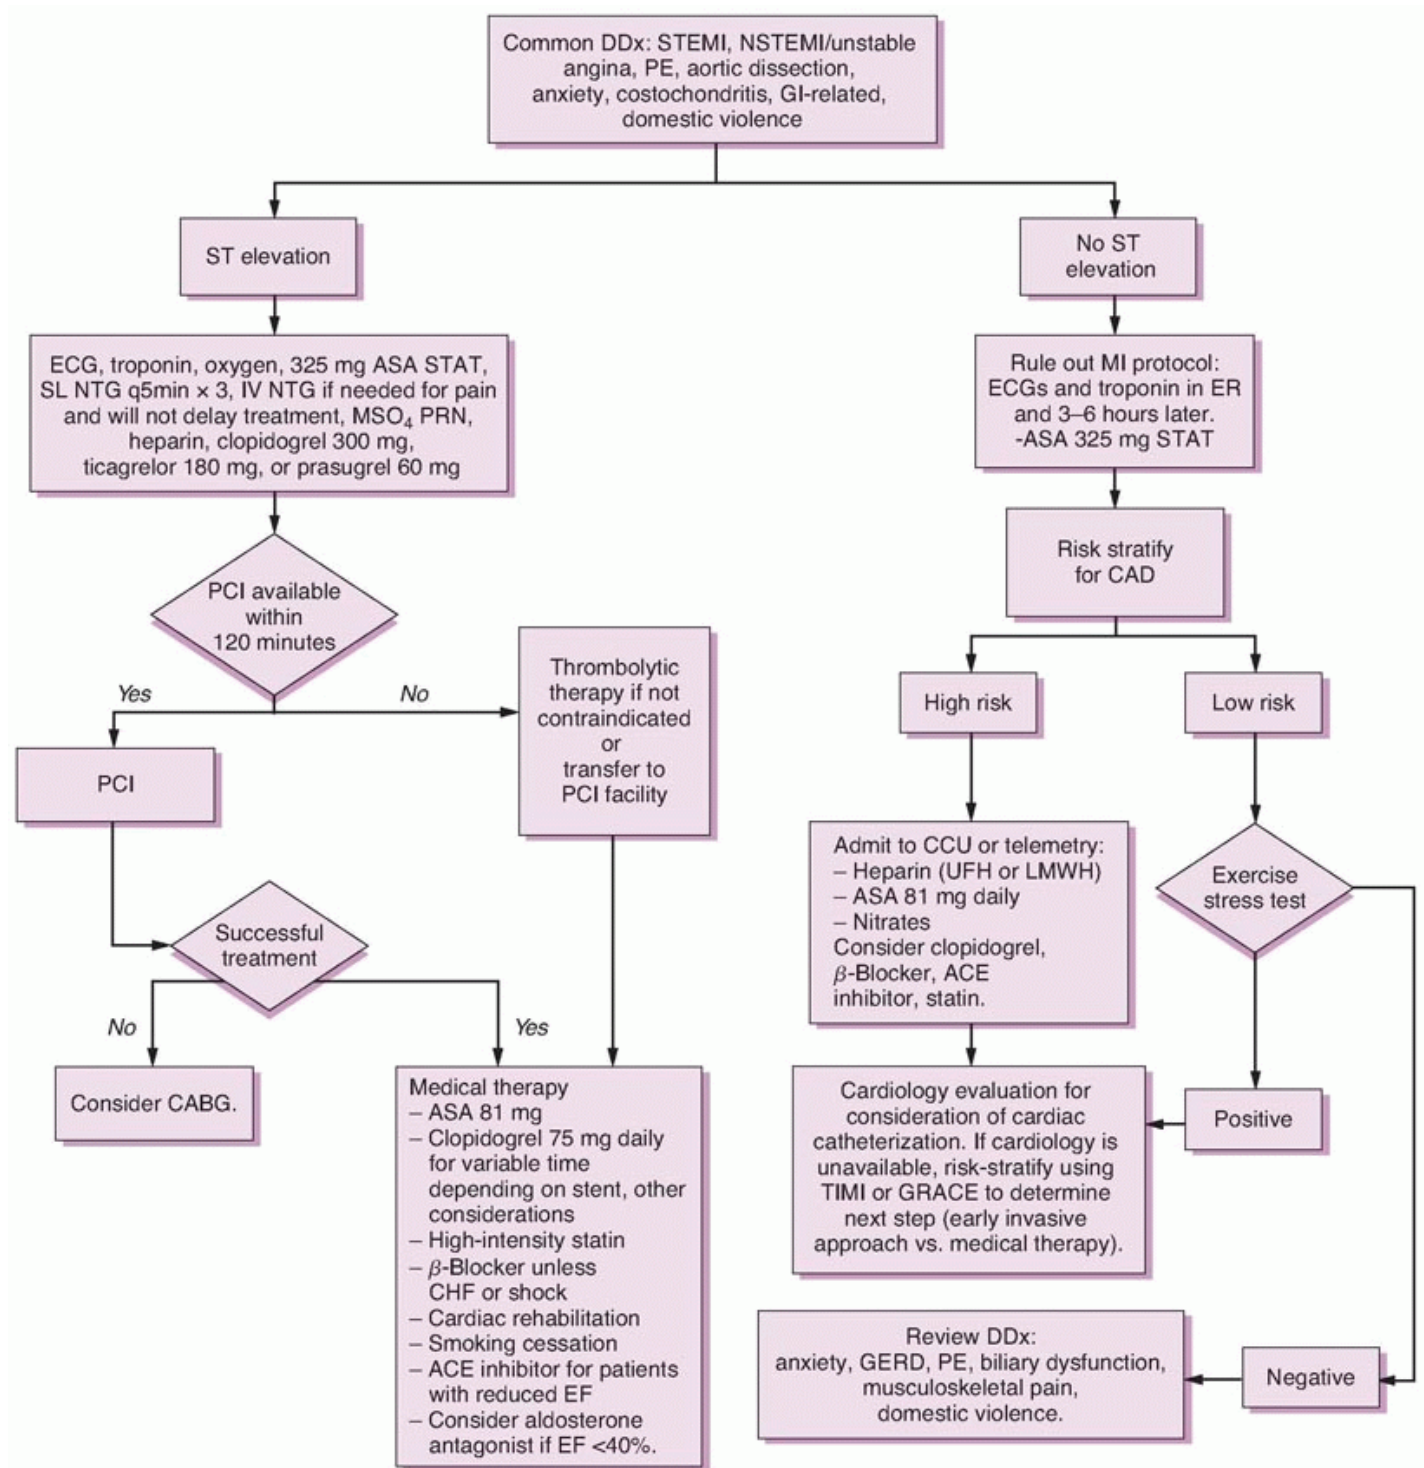 Common DDx: STEMI, NSTEMI/unstable
angina, PE, aortic dissection,
anxiety, costochondritis, GI-related,
domestic violence
ST elevation
No ST
elevation
ECG, troponin, oxygen, 325 mg ASA STAT,
SL NTG q5min × 3, IV NTG if needed for pain
and will not delay treatment, MSO₄ PRN,
heparin, clopidogrel 300 mg,
ticagrelor 180 mg, or prasugrel 60 mg
Rule out MI protocol:
ECGs and troponin in ER
and 3–6 hours later.
-ASA 325 mg STAT
PCI available
within
120 minutes
Risk stratify
for CAD
Yes
No
Thrombolytic
therapy if not
contraindicated
or
transfer to
PCI facility
High risk
Low risk
PCI
Admit to CCU or telemetry:
– Heparin (UFH or LMWH)
– ASA 81 mg daily
– Nitrates
Consider clopidogrel,
β-Blocker, ACE
inhibitor, statin.
Exercise
stress test
Successful
treatment
No
Yes
Consider CABG.
Medical therapy
– ASA 81 mg
– Clopidogrel 75 mg daily
for variable time
depending on stent, other
considerations
– High-intensity statin
– β-Blocker unless
CHF or shock
– Cardiac rehabilitation
– Smoking cessation
– ACE inhibitor for patients
with reduced EF
– Consider aldosterone
antagonist if EF <40%.
Cardiology evaluation for
consideration of cardiac
catheterization. If cardiology is
unavailable, risk-stratify using
TIMI or GRACE to determine
next step (early invasive
approach vs. medical therapy).
Positive
Review DDx:
anxiety, GERD, PE, biliary dysfunction,
musculoskeletal pain,
domestic violence.
Negative